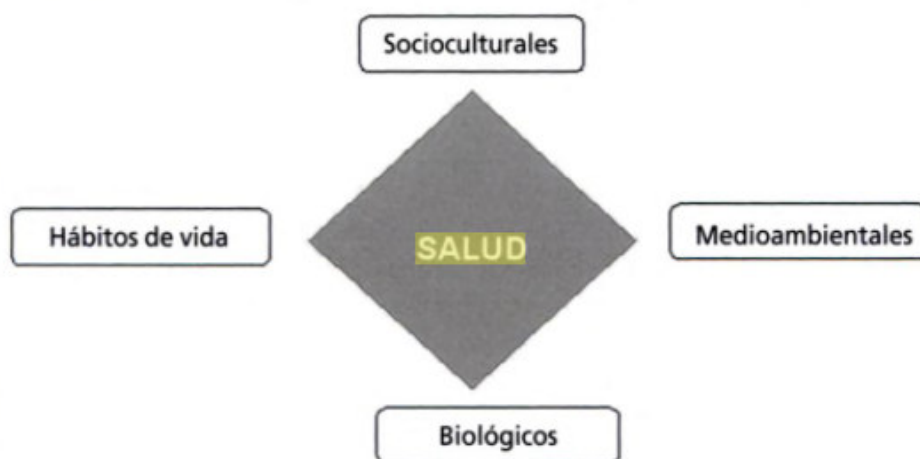 Socioculturales
Hábitos de vida
SALUD
Medioambientales
Biológicos